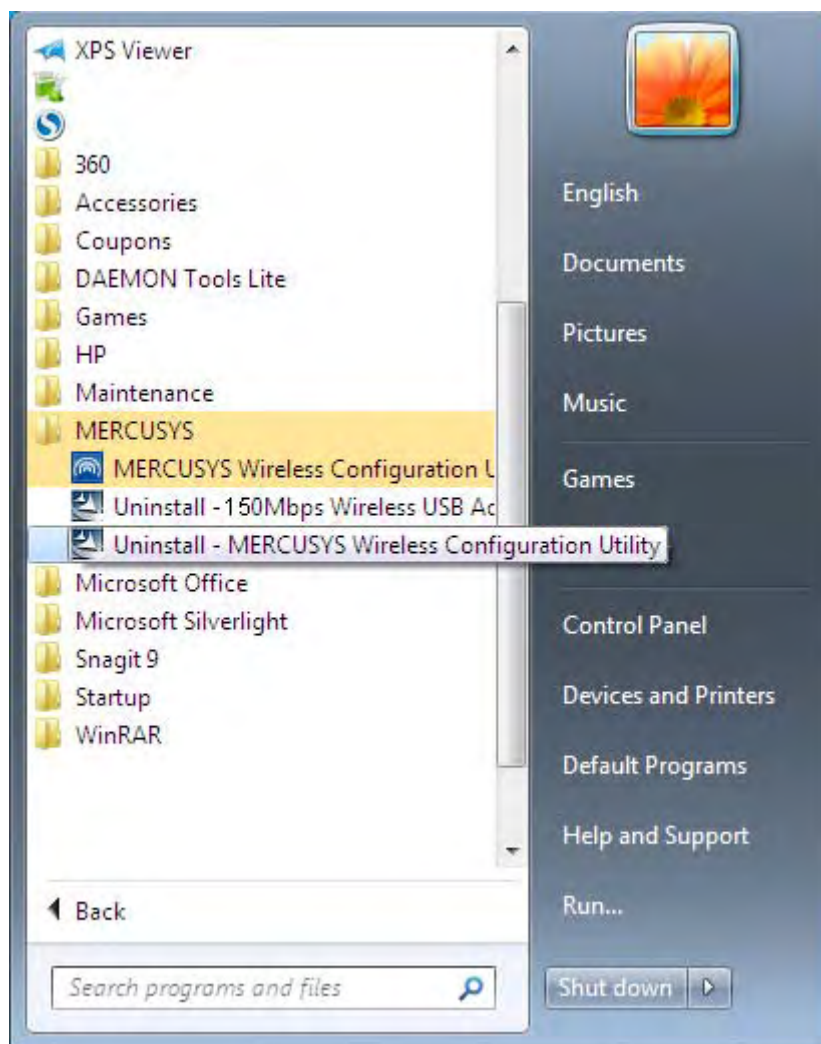 XPS Viewer
360
Accessories
Coupons
DAEMON Tools Lite
Games
HP
Maintenance
MERCUSYS
MERCUSYS Wireless Configuration U
Uninstall - 150Mbps Wireless USB Ac
Uninstall - MERCUSYS Wireless Configuration Utility
Microsoft Office
Microsoft Silverlight
Snagit 9
Startup
WinRAR
Back
Search programs and files
English
Documents
Pictures
Music
Games
Control Panel
Devices and Printers
Default Programs
Help and Support
Run...
Shut down